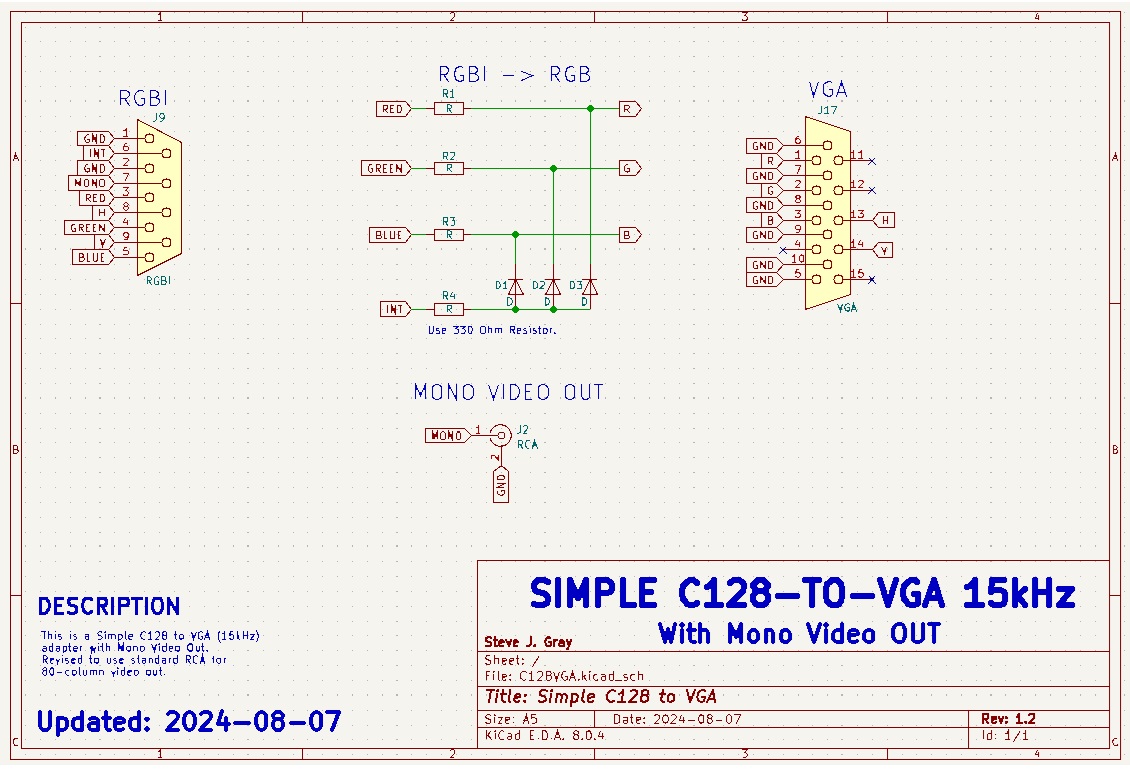 1 2 3 4
RGBI -> RGB
RGBI
VGA
J9
J17
R1
RED R R
R2
GREEN R G
R3
BLUE R B
D1 D2 D3
D D D
R4
INT R
Use 330 Ohm Resistor.
GND 1
INT 6
GND 2
MONO 7
RED 3
H 8
GREEN 4
V 9
BLUE 5
RGBI
GND 6
R 1 11
GND 7
G 2 12
GND 8
B 3 13 H
GND 9
4 14 V
GND 10
GND 5 15
VGA
A A
MONO VIDEO OUT
MONO 1 J2
RCA
2
GND
B B
DESCRIPTION
This is a Simple C128 to VGA (15kHz)
adapter with Mono Video Out.
Revised to use standard RCA for
80-column video out.
Updated: 2024-08-07
SIMPLE C128-TO-VGA 15kHz
With Mono Video OUT
Steve J. Gray
Sheet: /
File: C128VGA.kicad_sch
Title: Simple C128 to VGA
Size: A5 Date: 2024-08-07 Rev: 1.2
KiCad E.D.A. 8.0.4 Id: 1/1
C C
1 2 3 4